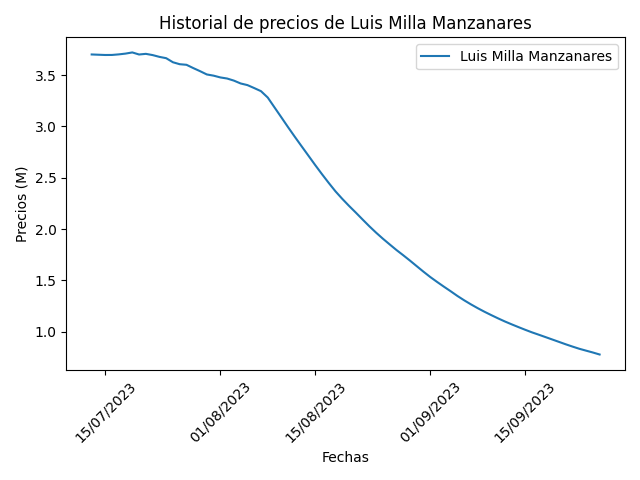 Historial de precios de Luis Milla Manzanares
Luis Milla Manzanares
Precios (M)
3.5
3.0
2.5
2.0
1.5
1.0
15/07/2023
01/08/2023
15/08/2023
01/09/2023
15/09/2023
Fechas